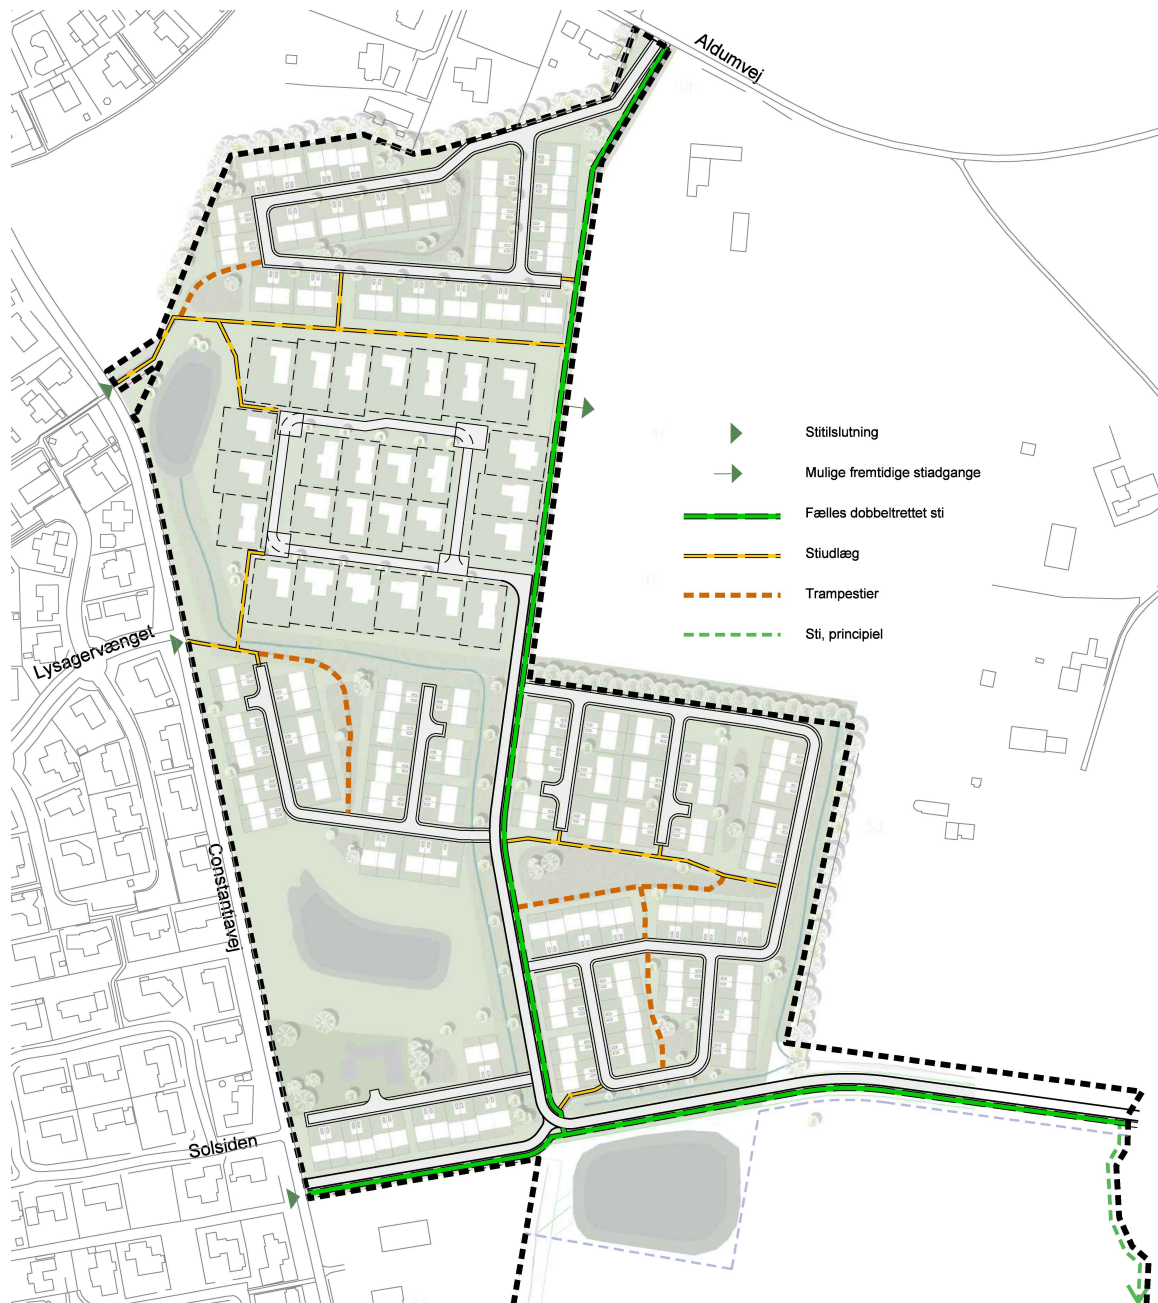 Aldumvej
Stitilslutning
Mulige fremtidige stiadgange
Fælles dobbeltrettet sti
Stiudlæg
Trampestier
Sti, principiel
Lysagervænget
Constantiavej
Solsiden